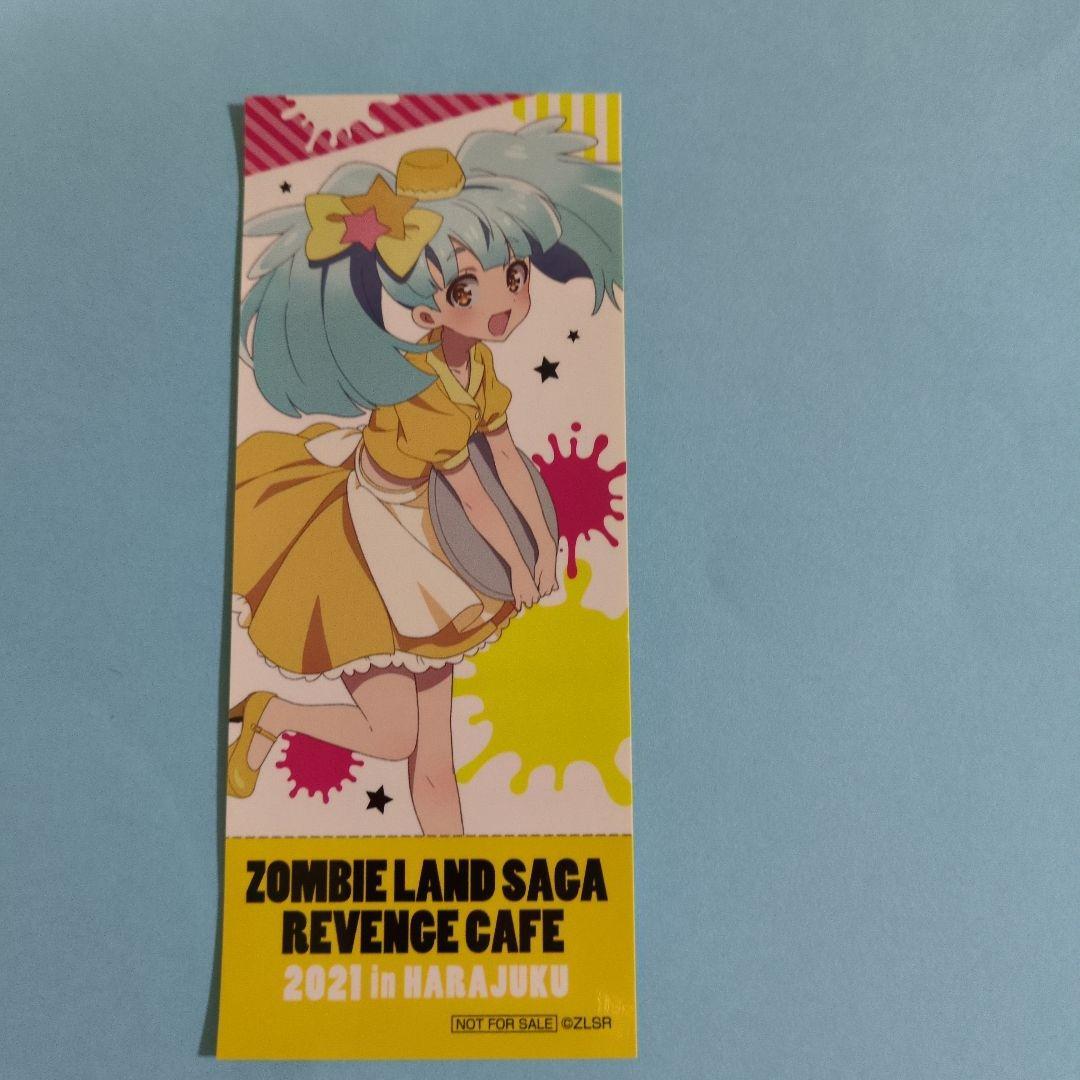 ZOMBIE LAND SAGA
REVENGE CAFE
2021 in HARAJUKU
NOT FOR SALE ©ZLSR